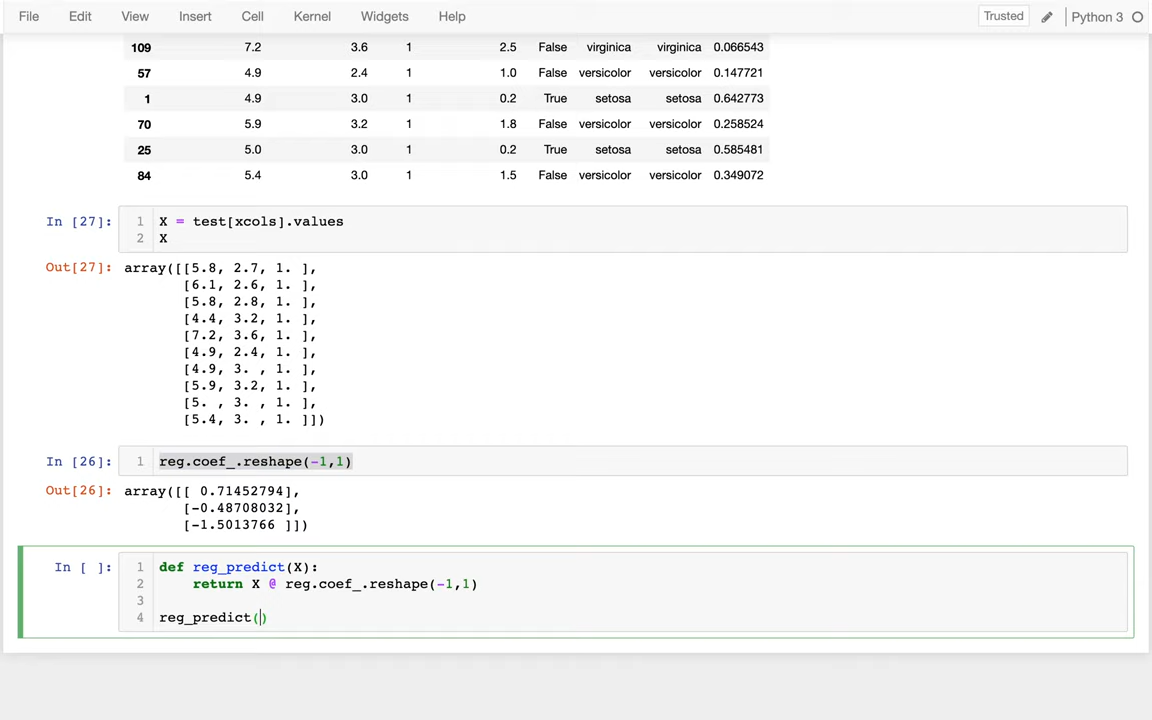 File Edit View Insert Cell Kernel Widgets Help Trusted Python 3
109 7.2 3.6 1 2.5 False virginica virginica 0.066543
57 4.9 2.4 1 1.0 False versicolor versicolor 0.147721
1 4.9 3.0 1 0.2 True setosa setosa 0.642773
70 5.9 3.2 1 1.8 False versicolor versicolor 0.258524
25 5.0 3.0 1 0.2 True setosa setosa 0.585481
84 5.4 3.0 1 1.5 False versicolor versicolor 0.349072
In [27]: 1 X = test[xcols].values
2 X
Out[27]: array([[5.8, 2.7, 1. ],
[6.1, 2.6, 1. ],
[5.8, 2.8, 1. ],
[4.4, 3.2, 1. ],
[7.2, 3.6, 1. ],
[4.9, 2.4, 1. ],
[4.9, 3. , 1. ],
[5.9, 3.2, 1. ],
[5. , 3. , 1. ],
[5.4, 3. , 1. ]])
In [26]: 1 reg.coef_.reshape(-1,1)
Out[26]: array([[ 0.71452794],
[-0.48708032],
[-1.5013766 ]])
In [ ]: 1 def reg_predict(X):
2 return X @ reg.coef_.reshape(-1,1)
3
4 reg_predict()